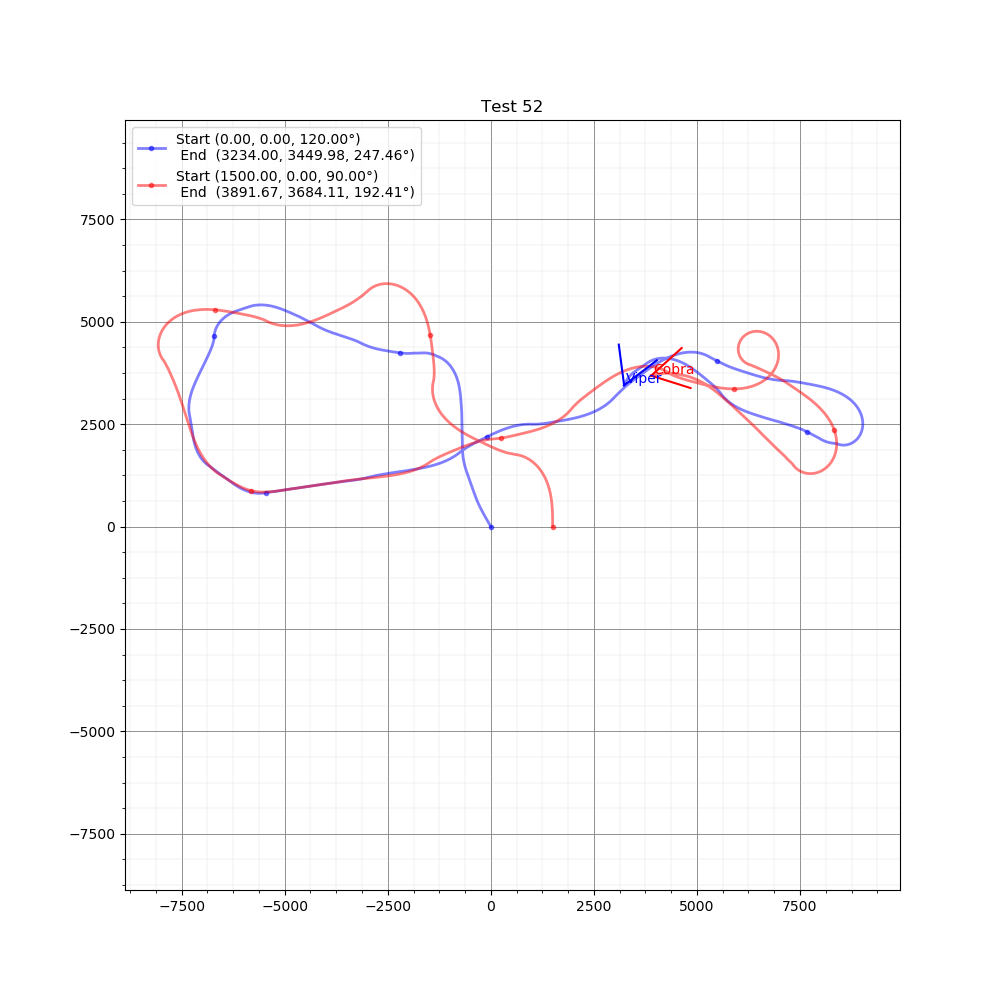 Test 52
Start (0.00, 0.00, 120.00°)
End  (3234.00, 3449.98, 247.46°)
Start (1500.00, 0.00, 90.00°)
End  (3891.67, 3684.11, 192.41°)
7500
5000
2500
0
−2500
−5000
−7500
Cobra
Viper
−7500 −5000 −2500 0 2500 5000 7500